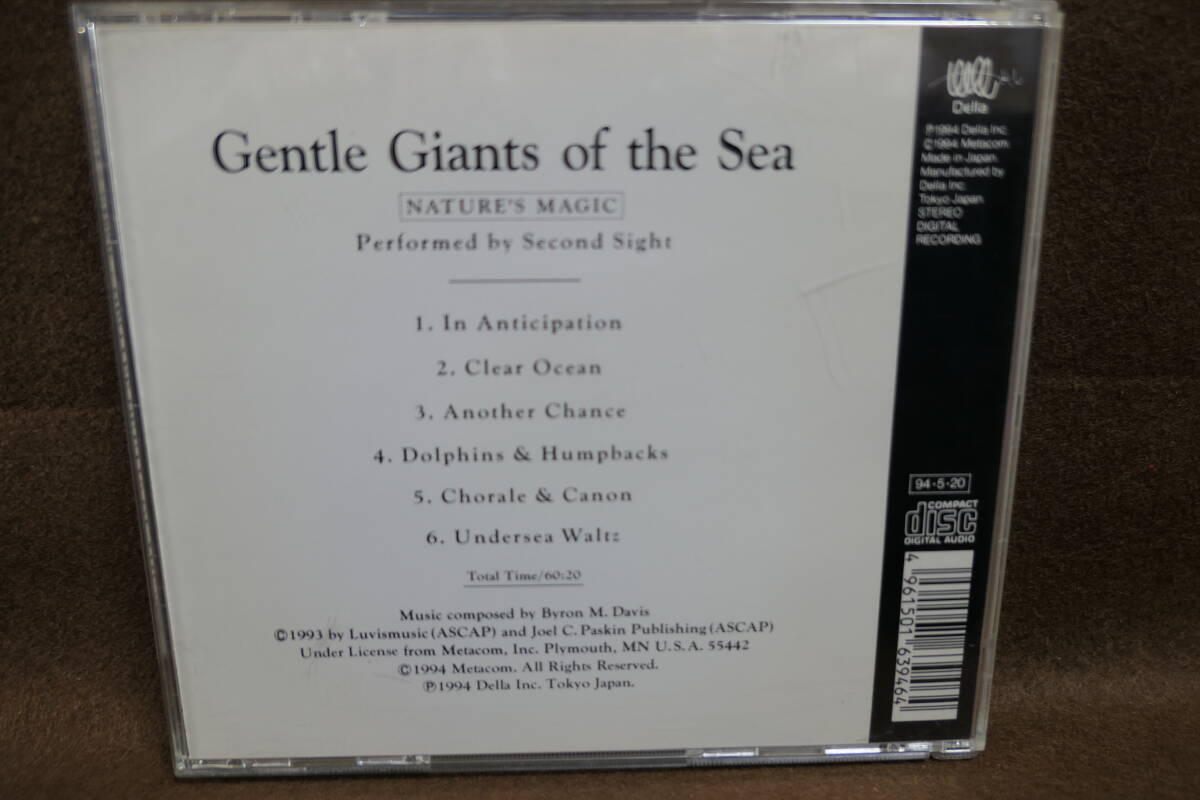 Gentle Giants of the Sea
NATURE'S MAGIC
Performed by Second Sight
1. In Anticipation
2. Clear Ocean
3. Another Chance
4. Dolphins & Humpbacks
5. Chorale & Canon
6. Undersea Waltz
Total Time/60:20
Music composed by Byron M. Davis
©1993 by Luvismusic (ASCAP) and Joel C. Paskin Publishing (ASCAP)
Under License from Metacom, Inc. Plymouth, MN U.S.A. 55442
©1994 Metacom. All Rights Reserved.
℗1994 Della Inc. Tokyo Japan.
Della
℗1994 Della Inc.
©1994 Metacom.
Made in Japan.
Manufactured by
Della Inc.
Tokyo Japan
STEREO
DIGITAL
RECORDING
94·5·20
COMPACT
disc
DIGITAL AUDIO
4 961501 639464